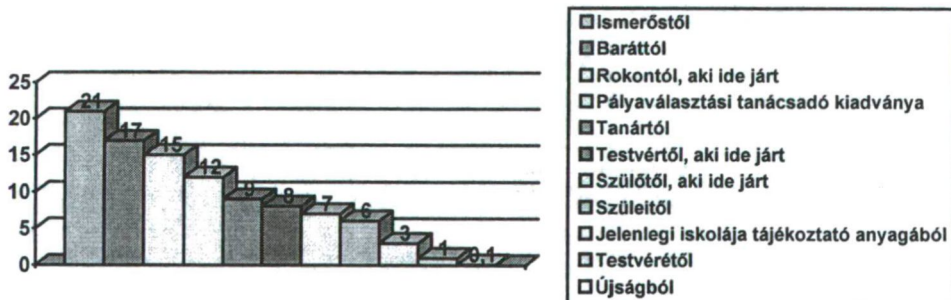 Ismerőstől
Baráttól
Rokontól, aki ide járt
Pályaválasztási tanácsadó kiadványa
Tanártól
Testvértől, aki ide járt
Szülőtől, aki ide járt
Szüleitől
Jelenlegi iskolája tájékoztató anyagából
Testvérétől
Újságból
25
20
15
10
5
0
21
17
15
12
9
8
7
6
3
1
0,1